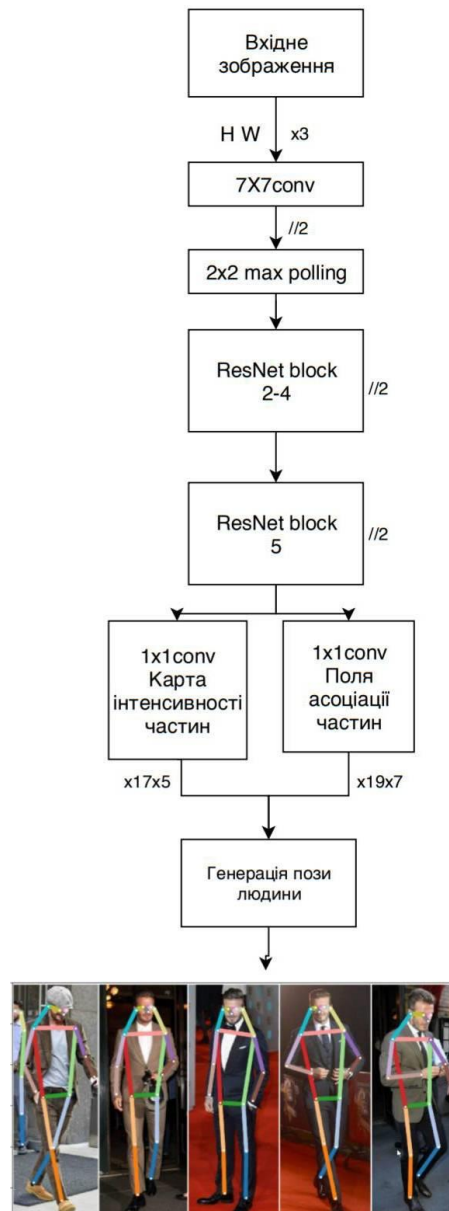 Вхідне
зображення
H W x3
7X7conv
//2
2x2 max polling
ResNet block
2-4
//2
ResNet block
5
//2
1x1conv
Карта
інтенсивності
частин
1x1conv
Поля
асоціації
частин
x17x5
x19x7
Генерація пози
людини